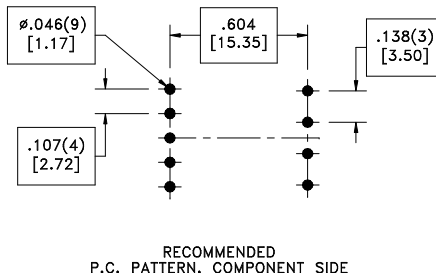 ø.046(9)
[1.17]
.604
[15.35]
.138(3)
[3.50]
.107(4)
[2.72]
RECOMMENDED
P.C. PATTERN, COMPONENT SIDE